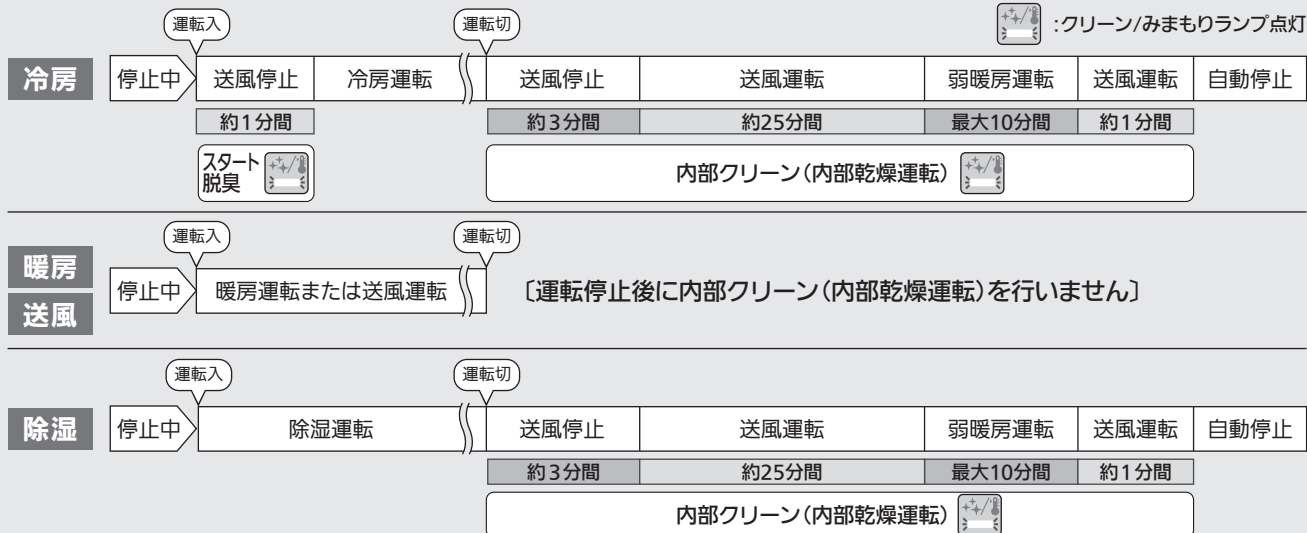 運転入 運転切 :クリーン/みまもりランプ点灯
冷房 停止中 送風停止 冷房運転 送風停止 送風運転 弱暖房運転 送風運転 自動停止
約1分間 約3分間 約25分間 最大10分間 約1分間
スタート
脱臭
内部クリーン(内部乾燥運転)
運転入 運転切
暖房
送風
停止中 暖房運転または送風運転 〔運転停止後に内部クリーン(内部乾燥運転)を行いません〕
運転入 運転切
除湿 停止中 除湿運転 送風停止 送風運転 弱暖房運転 送風運転 自動停止
約3分間 約25分間 最大10分間 約1分間
内部クリーン(内部乾燥運転)